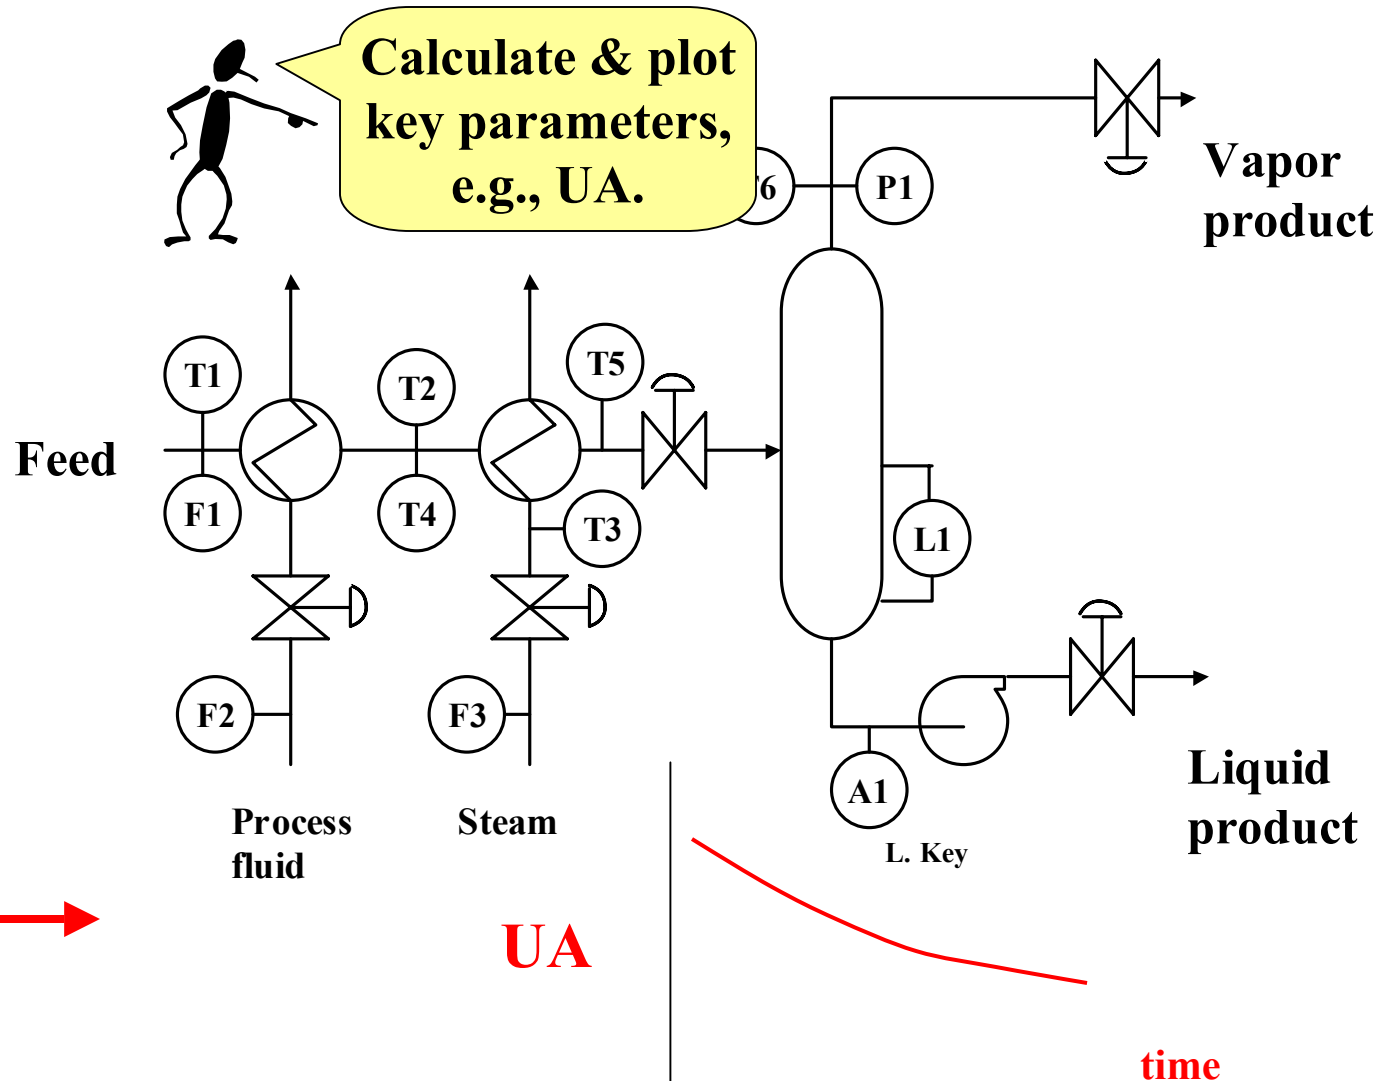 Calculate & plot
key parameters,
e.g., UA.
6
P1
Vapor
product
T1
T2
T5
Feed
F1
T4
T3
L1
F2
F3
A1
Liquid
product
Process
fluid
Steam
L. Key
UA
time